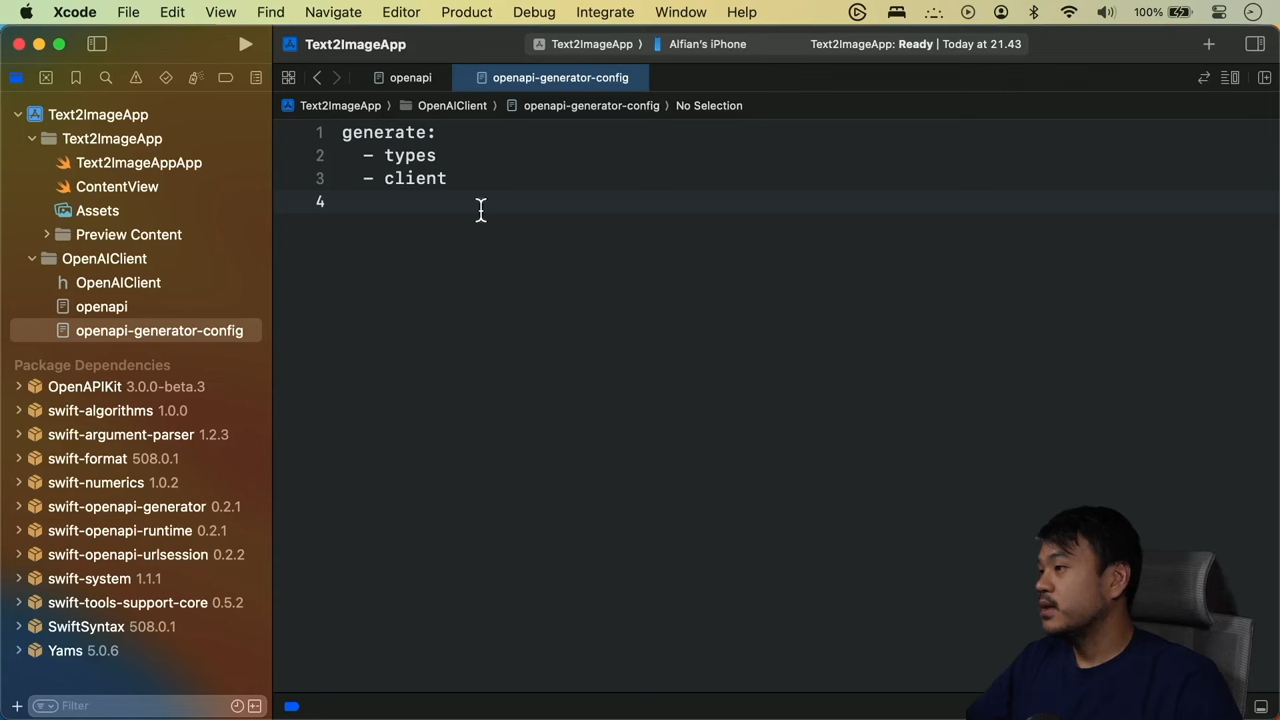 Xcode File Edit View Find Navigate Editor Product Debug Integrate Window Help 100%
Text2ImageApp Text2ImageApp 〉 Alfian's iPhone Text2ImageApp: Ready | Today at 21.43
openapi openapi-generator-config
Text2ImageApp 〉 OpenAIClient 〉 openapi-generator-config 〉 No Selection
Text2ImageApp
Text2ImageApp
Text2ImageAppApp
ContentView
Assets
Preview Content
OpenAIClient
OpenAIClient
openapi
openapi-generator-config
Package Dependencies
OpenAPIKit 3.0.0-beta.3
swift-algorithms 1.0.0
swift-argument-parser 1.2.3
swift-format 508.0.1
swift-numerics 1.0.2
swift-openapi-generator 0.2.1
swift-openapi-runtime 0.2.1
swift-openapi-urlsession 0.2.2
swift-system 1.1.1
swift-tools-support-core 0.5.2
SwiftSyntax 508.0.1
Yams 5.0.6
Filter
1 generate:
2 - types
3 - client
4